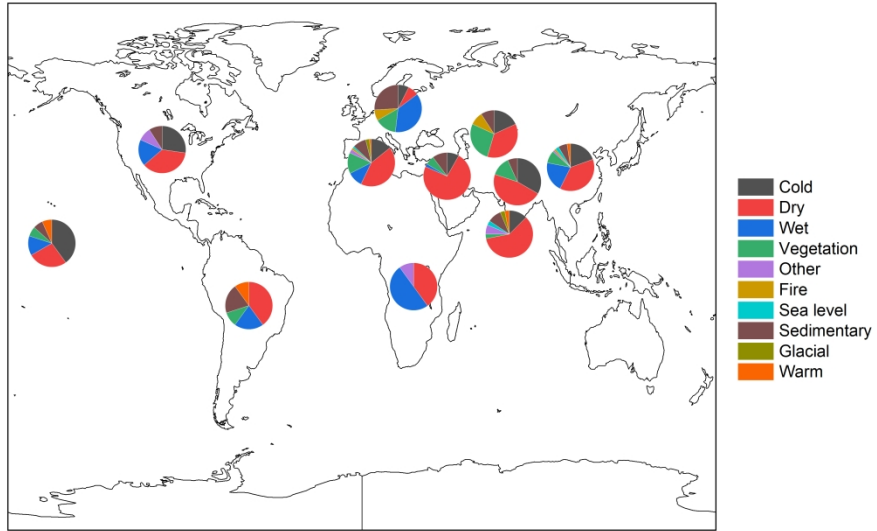 Cold
Dry
Wet
Vegetation
Other
Fire
Sea level
Sedimentary
Glacial
Warm